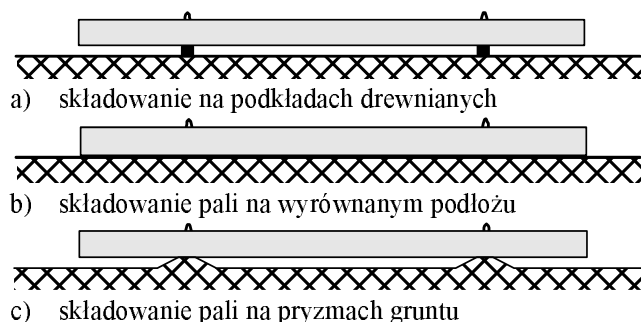 a) składowanie na podkładach drewnianych
b) składowanie pali na wyrównanym podłożu
c) składowanie pali na pryzmach gruntu